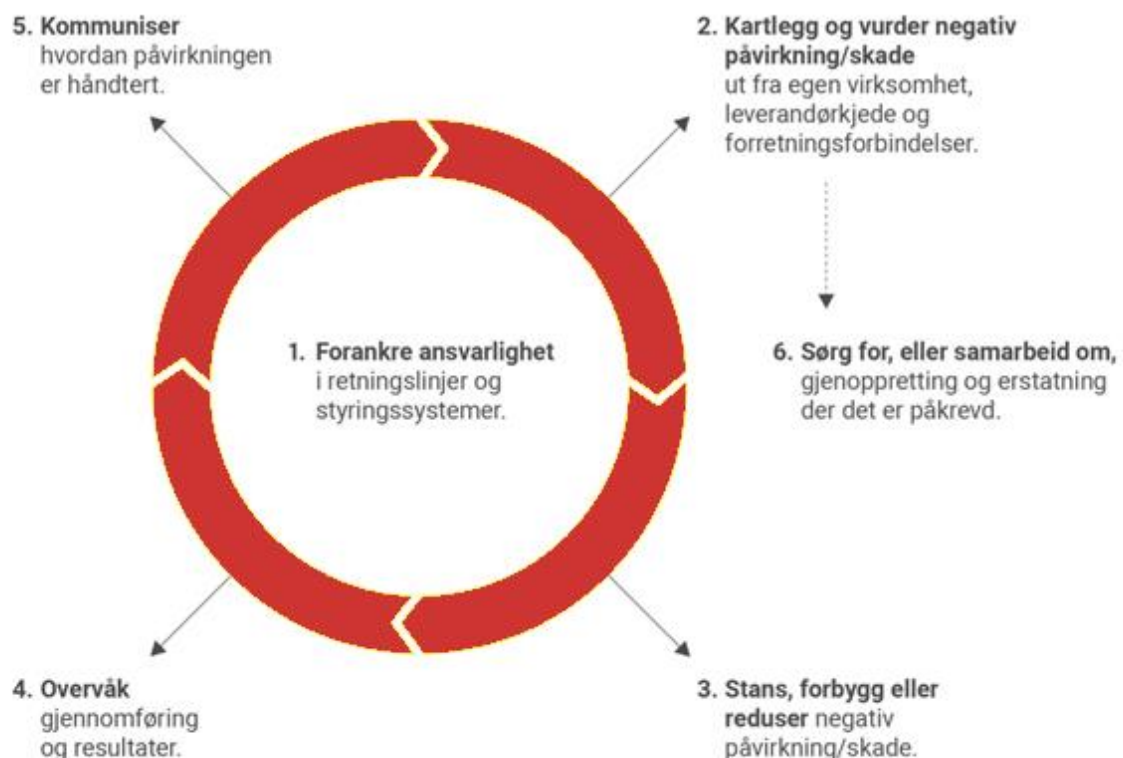 5. Kommuniser
hvordan påvirkningen
er håndtert.
2. Kartlegg og vurder negativ
påvirkning/skade
ut fra egen virksomhet,
leverandørkjede og
forretningsforbindelser.
1. Forankre ansvarlighet
i retningslinjer og
styringssystemer.
6. Sørg for, eller samarbeid om,
gjenoppretting og erstatning
der det er påkrevd.
4. Overvåk
gjennomføring
og resultater.
3. Stans, forbygg eller
reduser negativ
påvirkning/skade.